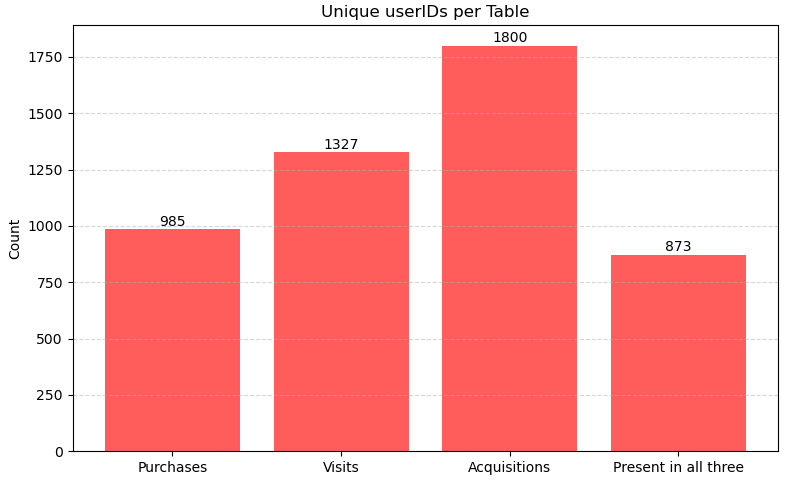 Unique userIDs per Table
Count
1750
1500
1250
1000
750
500
250
0
985
1327
1800
873
Purchases
Visits
Acquisitions
Present in all three